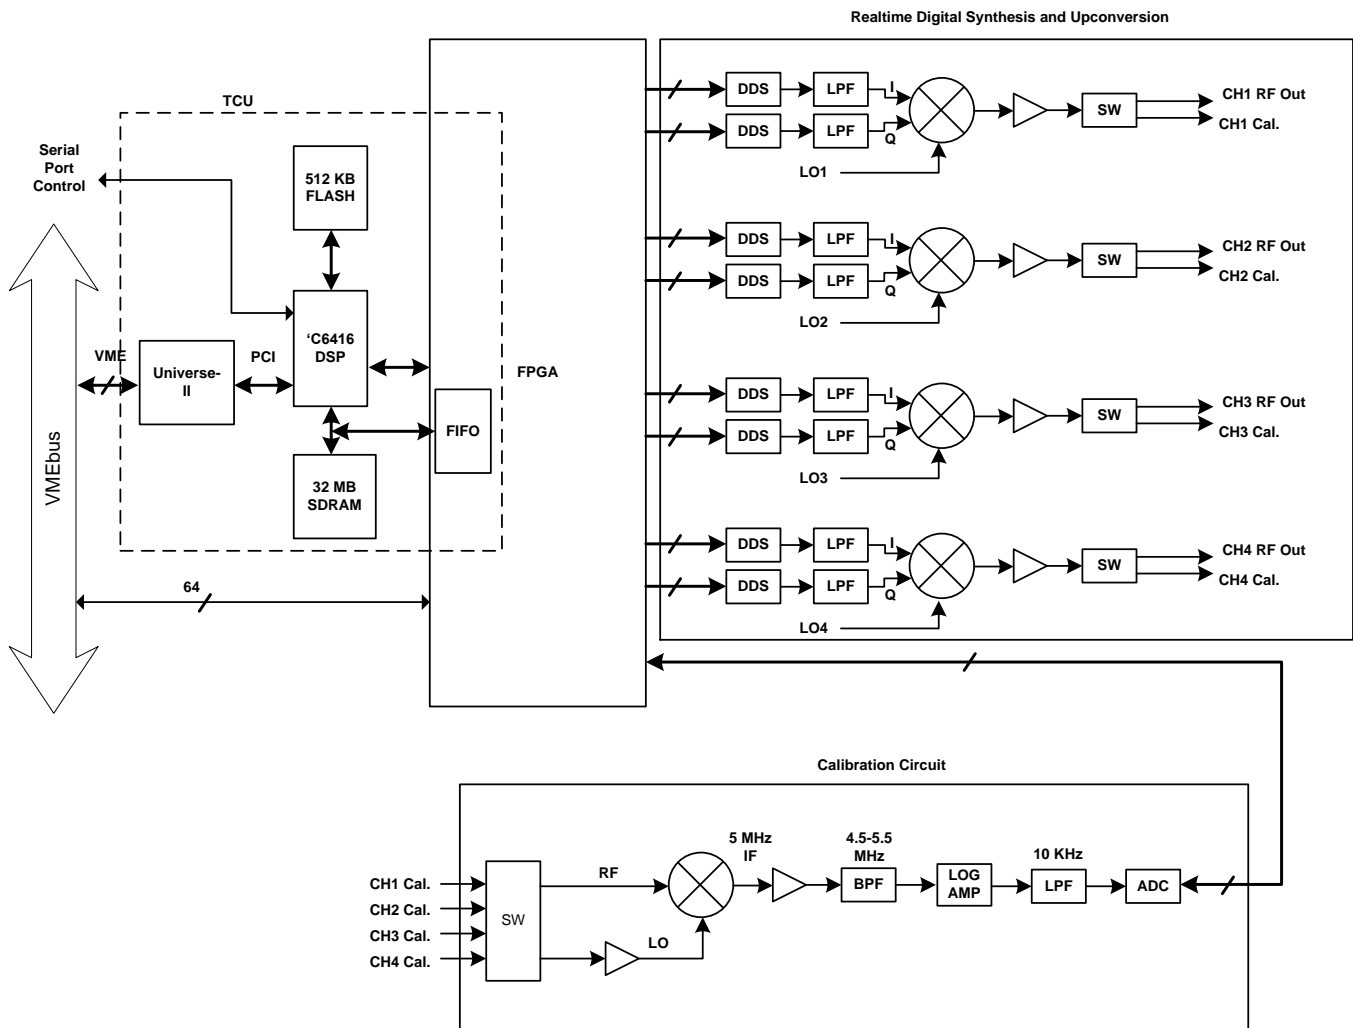 Realtime Digital Synthesis and Upconversion
TCU
Serial
Port
Control
512 KB
FLASH
'C6416
DSP
VME
Universe-
II
PCI
FPGA
FIFO
32 MB
SDRAM
VMEbus
64
DDS
LPF
I
DDS
LPF
Q
LO1
SW
CH1 RF Out
CH1 Cal.
DDS
LPF
I
DDS
LPF
Q
LO2
SW
CH2 RF Out
CH2 Cal.
DDS
LPF
I
DDS
LPF
Q
LO3
SW
CH3 RF Out
CH3 Cal.
DDS
LPF
I
DDS
LPF
Q
LO4
SW
CH4 RF Out
CH4 Cal.
Calibration Circuit
CH1 Cal.
CH2 Cal.
CH3 Cal.
CH4 Cal.
SW
RF
LO
5 MHz
IF
4.5-5.5
MHz
BPF
LOG
AMP
10 KHz
LPF
ADC